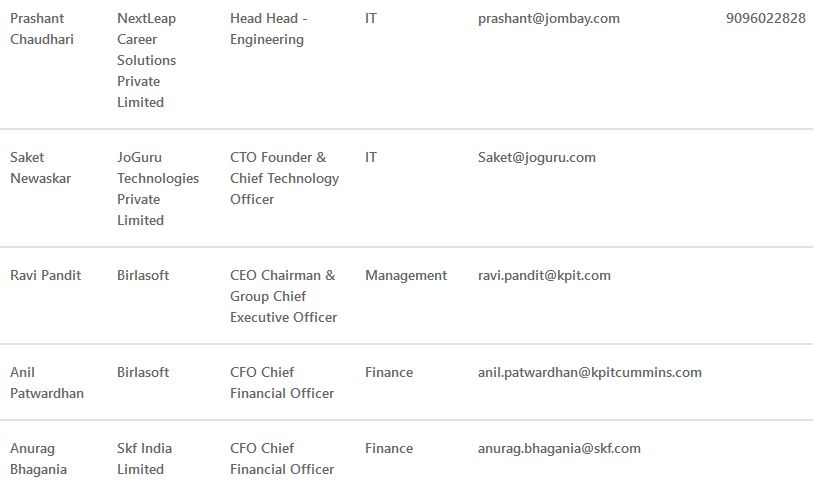 Prashant Chaudhari NextLeap Career Solutions Private Limited Head Head - Engineering IT prashant@jombay.com 9096022828
Saket Newaskar JoGuru Technologies Private Limited CTO Founder & Chief Technology Officer IT Saket@joguru.com
Ravi Pandit Birlasoft CEO Chairman & Group Chief Executive Officer Management ravi.pandit@kpit.com
Anil Patwardhan Birlasoft CFO Chief Financial Officer Finance anil.patwardhan@kpitcummins.com
Anurag Bhagania Skf India Limited CFO Chief Financial Officer Finance anurag.bhagania@skf.com